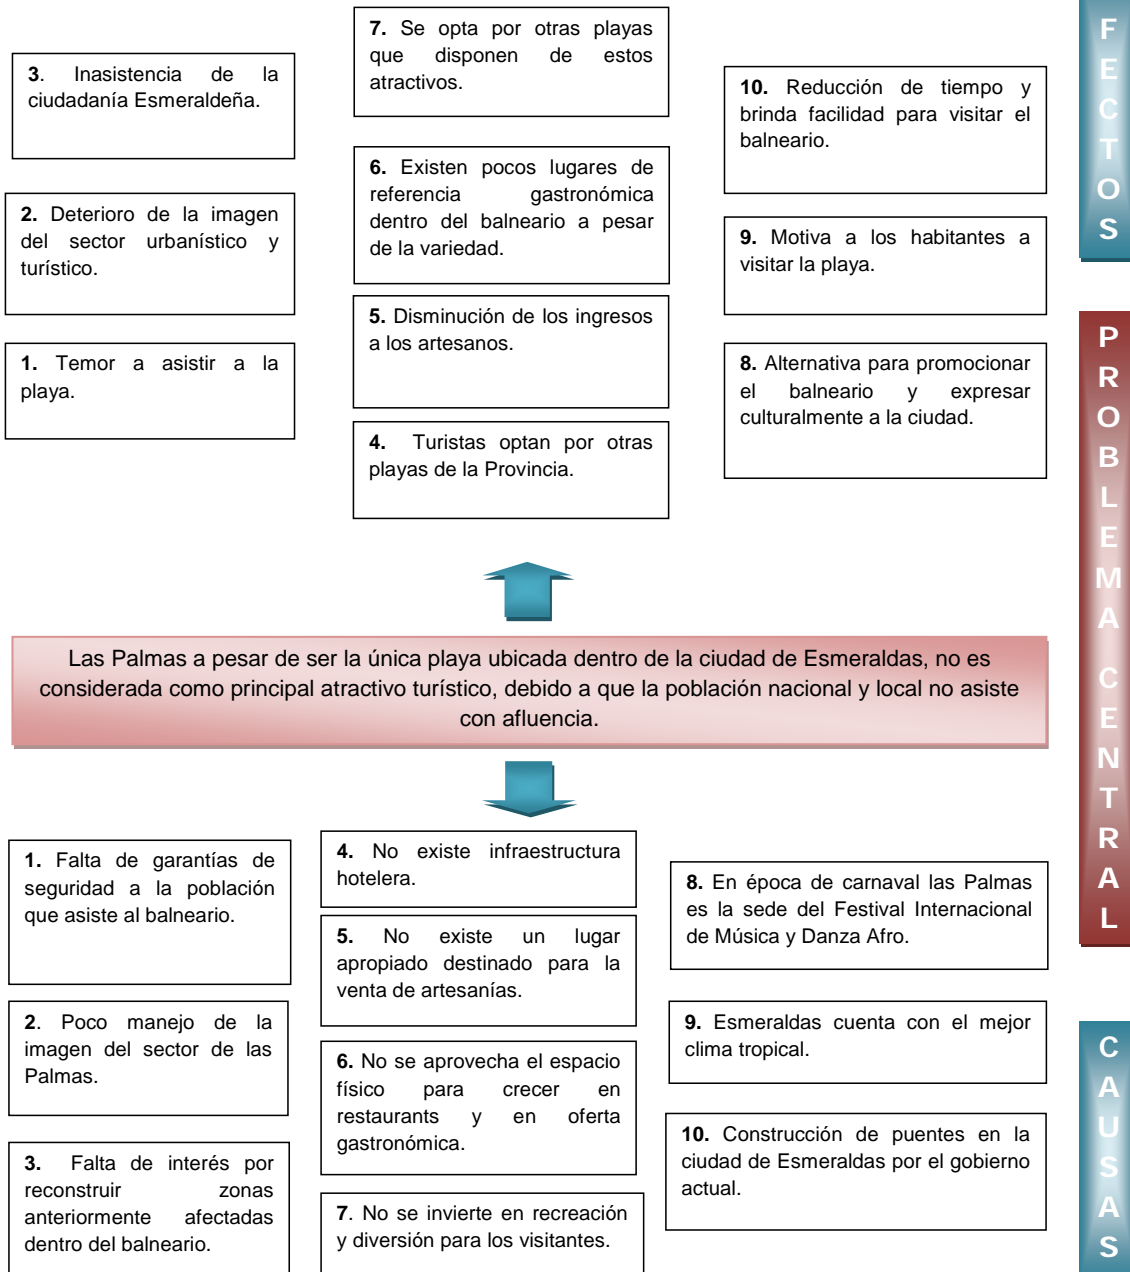 3. Inasistencia de la
ciudadanía Esmeraldeña.
2. Deterioro de la imagen
del sector urbanístico y
turístico.
1. Temor a asistir a la
playa.
7. Se opta por otras playas
que disponen de estos
atractivos.
6. Existen pocos lugares de
referencia gastronómica
dentro del balneario a pesar
de la variedad.
5. Disminución de los ingresos
a los artesanos.
4. Turistas optan por otras
playas de la Provincia.
10. Reducción de tiempo y
brinda facilidad para visitar el
balneario.
9. Motiva a los habitantes a
visitar la playa.
8. Alternativa para promocionar
el balneario y expresar
culturalmente a la ciudad.
F
E
C
T
O
S
Las Palmas a pesar de ser la única playa ubicada dentro de la ciudad de Esmeraldas, no es
considerada como principal atractivo turístico, debido a que la población nacional y local no asiste
con afluencia.
P
R
O
B
L
E
M
A
C
E
N
T
R
A
L
1. Falta de garantías de
seguridad a la población
que asiste al balneario.
2. Poco manejo de la
imagen del sector de las
Palmas.
3. Falta de interés por
reconstruir zonas
anteriormente afectadas
dentro del balneario.
4. No existe infraestructura
hotelera.
5. No existe un lugar
apropiado destinado para la
venta de artesanías.
6. No se aprovecha el espacio
físico para crecer en
restaurants y en oferta
gastronómica.
7. No se invierte en recreación
y diversión para los visitantes.
8. En época de carnaval las Palmas
es la sede del Festival Internacional
de Música y Danza Afro.
9. Esmeraldas cuenta con el mejor
clima tropical.
10. Construcción de puentes en la
ciudad de Esmeraldas por el gobierno
actual.
C
A
U
S
A
S